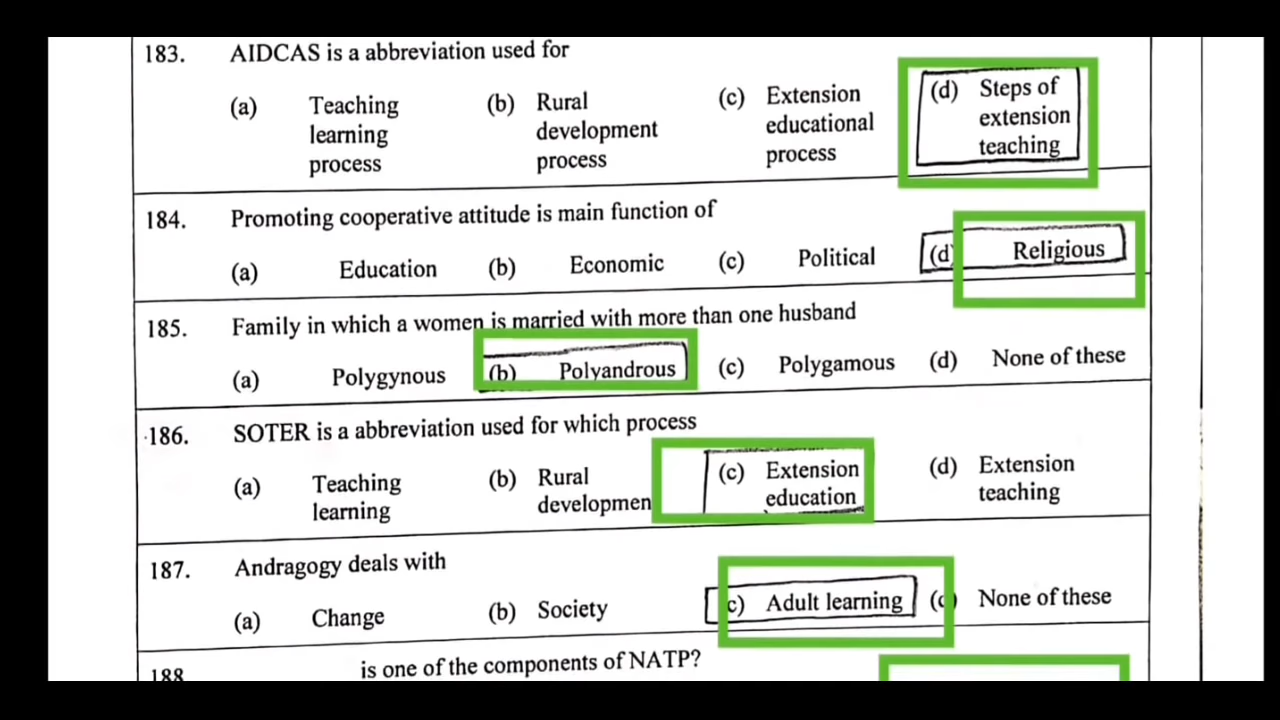 183. AIDCAS is a abbreviation used for
(a) Teaching learning process (b) Rural development process (c) Extension educational process (d) Steps of extension teaching
184. Promoting cooperative attitude is main function of
(a) Education (b) Economic (c) Political (d) Religious
185. Family in which a women is married with more than one husband
(a) Polygynous (b) Polyandrous (c) Polygamous (d) None of these
186. SOTER is a abbreviation used for which process
(a) Teaching learning (b) Rural developmen (c) Extension education (d) Extension teaching
187. Andragogy deals with
(a) Change (b) Society (c) Adult learning (d) None of these
188 is one of the components of NATP?